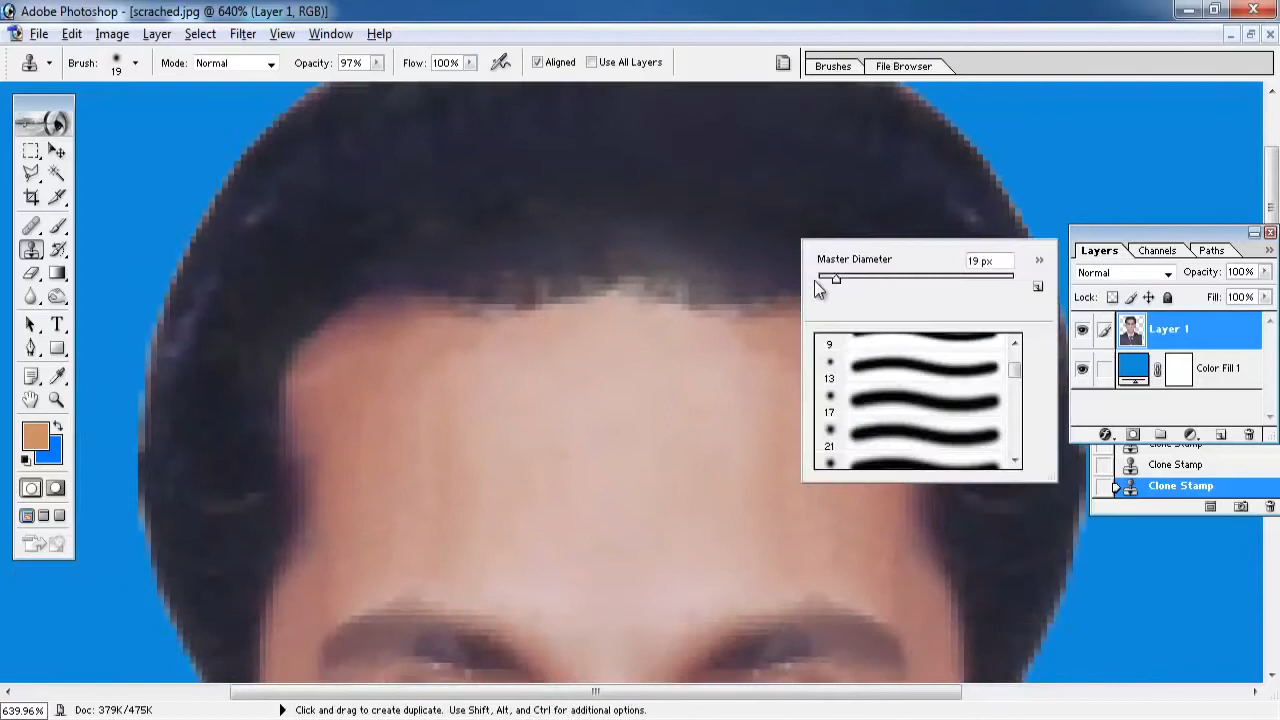 Adobe Photoshop - [scrached.jpg @ 640% (Layer 1, RGB)]
File Edit Image Layer Select Filter View Window Help
Brush: 19 Mode: Normal Opacity: 97% Flow: 100% Aligned Use All Layers Brushes File Browser
Master Diameter 19 px
9
13
17
21
Layers Channels Paths
Normal Opacity: 100%
Lock: Fill: 100%
Layer 1
Color Fill 1
Clone Stamp
Clone Stamp
Clone Stamp
639.96% Doc: 379K/475K Click and drag to create duplicate. Use Shift, Alt, and Ctrl for additional options.